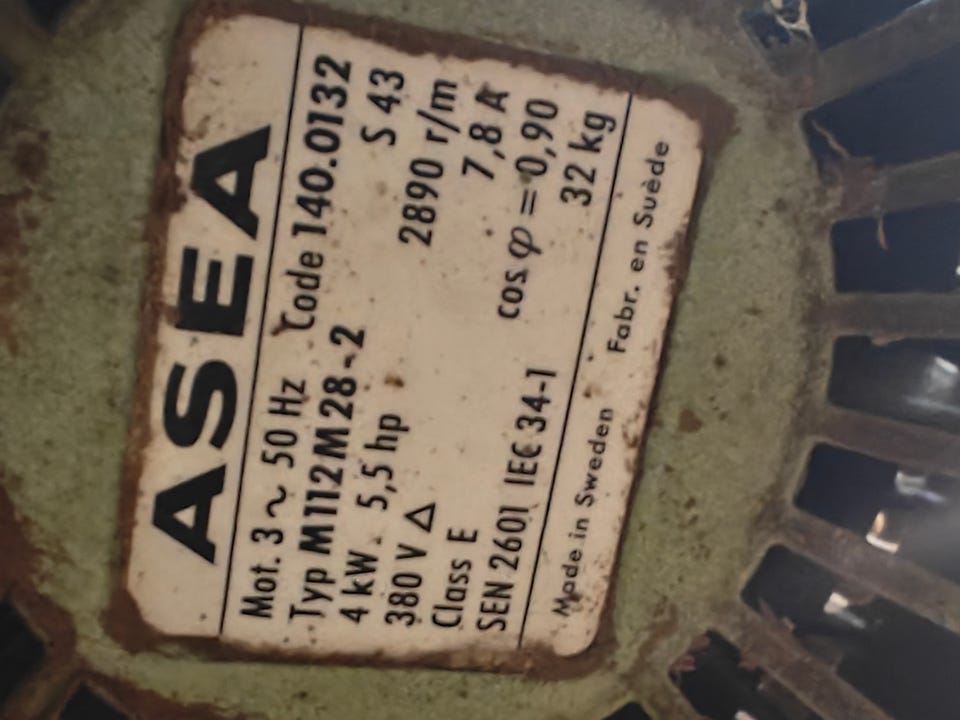 ASEA
Mot. 3 ~ 50 Hz Code 140.0132
Typ M112M28-2 S 43
4 kW 5,5 hp 2890 r/m
380 V Δ 7,8 A
Class E cos φ = 0,90
SEN 2601 IEC 34-1 32 kg
Made in Sweden Fabr. en Suède